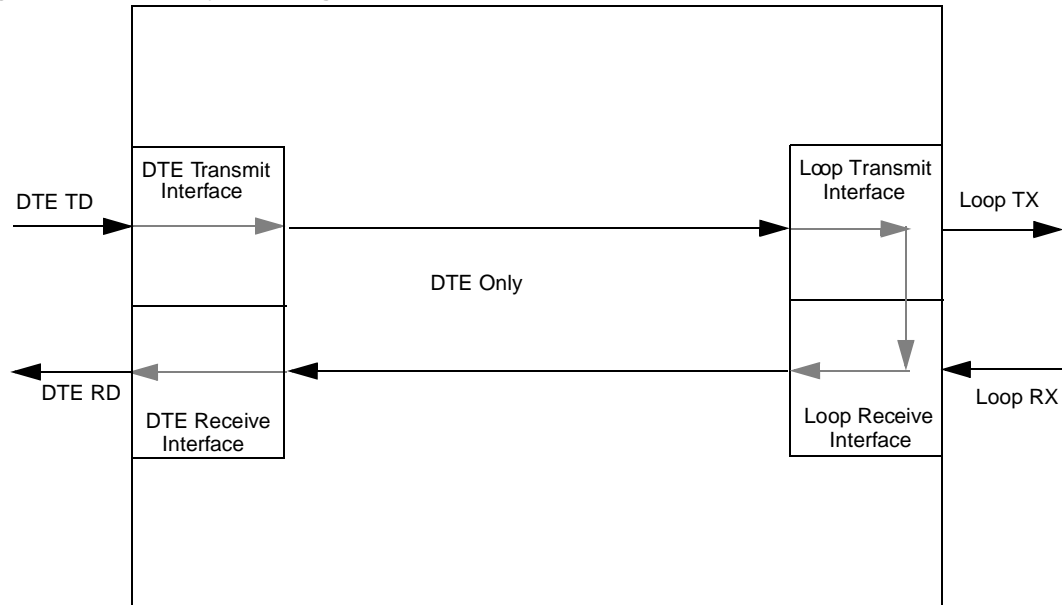 DTE Transmit
Interface
Loop Transmit
Interface
DTE TD
Loop TX
DTE Only
DTE RD
Loop RX
DTE Receive
Interface
Loop Receive
Interface